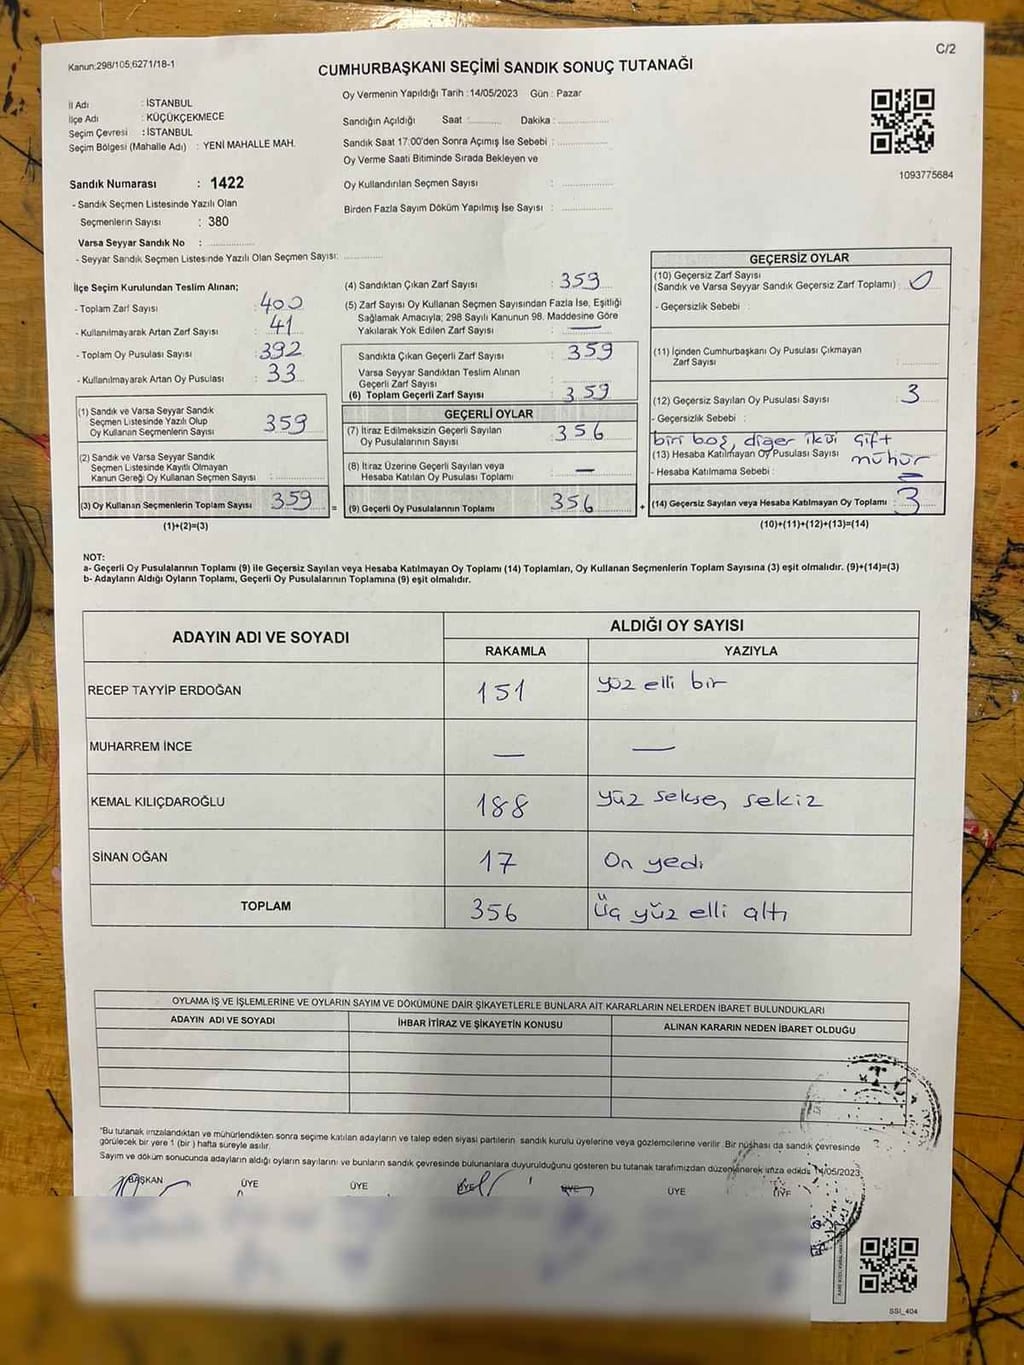 C/2
Kanun:298/105;6271/18-1
CUMHURBAŞKANI SEÇİMİ SANDIK SONUÇ TUTANAĞI
İl Adı : İSTANBUL
İlçe Adı : KÜÇÜKÇEKMECE
Seçim Çevresi : İSTANBUL
Seçim Bölgesi (Mahalle Adı) : YENİ MAHALLE MAH.
Oy Vermenin Yapıldığı Tarih : 14/05/2023 Gün : Pazar
Sandığın Açıldığı Saat : Dakika :
Sandık Saat 17:00'den Sonra Açımış İse Sebebi :
Oy Verme Saati Bitiminde Sırada Bekleyen ve
Oy Kullandırılan Seçmen Sayısı :
Birden Fazla Sayım Döküm Yapılmış İse Sayısı :
1093775684
Sandık Numarası : 1422
- Sandık Seçmen Listesinde Yazılı Olan
Seçmenlerin Sayısı : 380
Varsa Seyyar Sandık No :
- Seyyar Sandık Seçmen Listesinde Yazılı Olan Seçmen Sayısı:
İlçe Seçim Kurulundan Teslim Alınan;
- Toplam Zarf Sayısı : 400
- Kullanılmayarak Artan Zarf Sayısı : 41
- Toplam Oy Pusulası Sayısı : 392
- Kullanılmayarak Artan Oy Pusulası : 33
(1) Sandık ve Varsa Seyyar Sandık
Seçmen Listesinde Yazılı Olup
Oy Kullanan Seçmenlerin Sayısı : 359
(2) Sandık ve Varsa Seyyar Sandık
Seçmen Listesinde Kayıtlı Olmayan
Kanun Gereği Oy Kullanan Seçmen Sayısı :
(3) Oy Kullanan Seçmenlerin Toplam Sayısı : 359 =
(1)+(2)=(3)
(4) Sandıktan Çıkan Zarf Sayısı : 359
(5) Zarf Sayısı Oy Kullanan Seçmen Sayısından Fazla İse, Eşitliği
Sağlamak Amacıyla; 298 Sayılı Kanunun 98. Maddesine Göre
Yakılarak Yok Edilen Zarf Sayısı : —
Sandıkta Çıkan Geçerli Zarf Sayısı : 359
Varsa Seyyar Sandıktan Teslim Alınan
Geçerli Zarf Sayısı :
(6) Toplam Geçerli Zarf Sayısı : 359
GEÇERLİ OYLAR
(7) İtiraz Edilmeksizin Geçerli Sayılan
Oy Pusulalarının Sayısı : 356
(8) İtiraz Üzerine Geçerli Sayılan veya
Hesaba Katılan Oy Pusulası Toplamı : —
(9) Geçerli Oy Pusulalarının Toplamı : 356 +
GEÇERSİZ OYLAR
(10) Geçersiz Zarf Sayısı
(Sandık ve Varsa Seyyar Sandık Geçersiz Zarf Toplamı) : 0
- Geçersizlik Sebebi :
(11) İçinden Cumhurbaşkanı Oy Pusulası Çıkmayan
Zarf Sayısı :
(12) Geçersiz Sayılan Oy Pusulası Sayısı : 3
- Geçersizlik Sebebi :
biri boş, diğer ikisi çift
(13) Hesaba Katılmayan Oy Pusulası Sayısı mühür
- Hesaba Katılmama Sebebi :
(14) Geçersiz Sayılan veya Hesaba Katılmayan Oy Toplamı : 3
(10)+(11)+(12)+(13)=(14)
NOT:
a- Geçerli Oy Pusulalarının Toplamı (9) ile Geçersiz Sayılan veya Hesaba Katılmayan Oy Toplamı (14) Toplamları, Oy Kullanan Seçmenlerin Toplam Sayısına (3) eşit olmalıdır. (9)+(14)=(3)
b- Adayların Aldığı Oyların Toplamı, Geçerli Oy Pusulalarının Toplamına (9) eşit olmalıdır.
ADAYIN ADI VE SOYADI ALDIĞI OY SAYISI
RAKAMLA YAZIYLA
RECEP TAYYİP ERDOĞAN 151 yüz elli bir
MUHARREM İNCE — —
KEMAL KILIÇDAROĞLU 188 yüz seksen sekiz
SİNAN OĞAN 17 On yedi
TOPLAM 356 Üç yüz elli altı
OYLAMA İŞ VE İŞLEMLERİNE VE OYLARIN SAYIM VE DÖKÜMÜNE DAİR ŞİKAYETLERLE BUNLARA AİT KARARLARIN NELERDEN İBARET BULUNDUKLARI
ADAYIN ADI VE SOYADI İHBAR İTİRAZ VE ŞİKAYETİN KONUSU ALINAN KARARIN NEDEN İBARET OLDUĞU
"Bu tutanak imzalandıktan ve mühürlendikten sonra seçime katılan adayların ve talep eden siyasi partilerin sandık kurulu üyelerine veya gözlemcilerine verilir. Bir nüshası da sandık çevresinde
görülecek bir yere 1 (bir) hafta süreyle asılır.
Sayım ve döküm sonucunda adayların aldığı oyların sayılarını ve bunların sandık çevresinde bulunanlara duyurulduğunu gösteren bu tutanak tarafımızdan düzenlenerek imza edildi. 14/05/2023
BAŞKAN ÜYE ÜYE ÜYE ÜYE ÜYE ÜYE
SSI_404